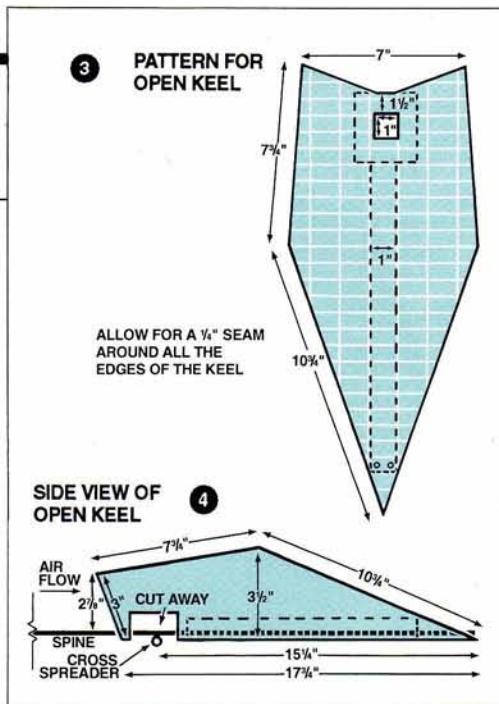 3
PATTERN FOR
OPEN KEEL
7"
1½"
1"
7¾"
1"
ALLOW FOR A ¼" SEAM
AROUND ALL THE
EDGES OF THE KEEL
10¾"
SIDE VIEW OF
OPEN KEEL
4
7¾"
10¾"
AIR
FLOW
2⅞"
3"
CUT AWAY
3½"
SPINE
CROSS
SPREADER
15¼"
17¾"